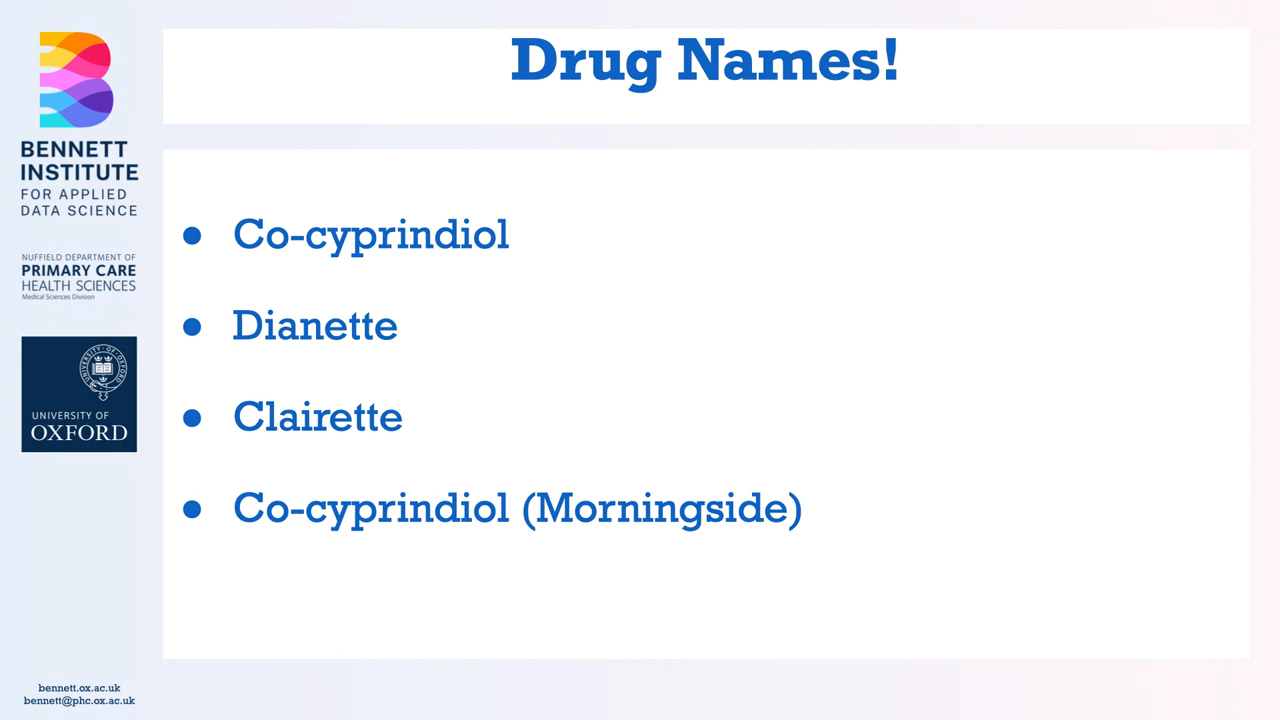 Drug Names!
BENNETT
INSTITUTE
FOR APPLIED
DATA SCIENCE
NUFFIELD DEPARTMENT OF
PRIMARY CARE
HEALTH SCIENCES
Medical Sciences Division
UNIVERSITY OF
OXFORD
● Co-cyprindiol
● Dianette
● Clairette
● Co-cyprindiol (Morningside)
bennett.ox.ac.uk
bennett@phc.ox.ac.uk